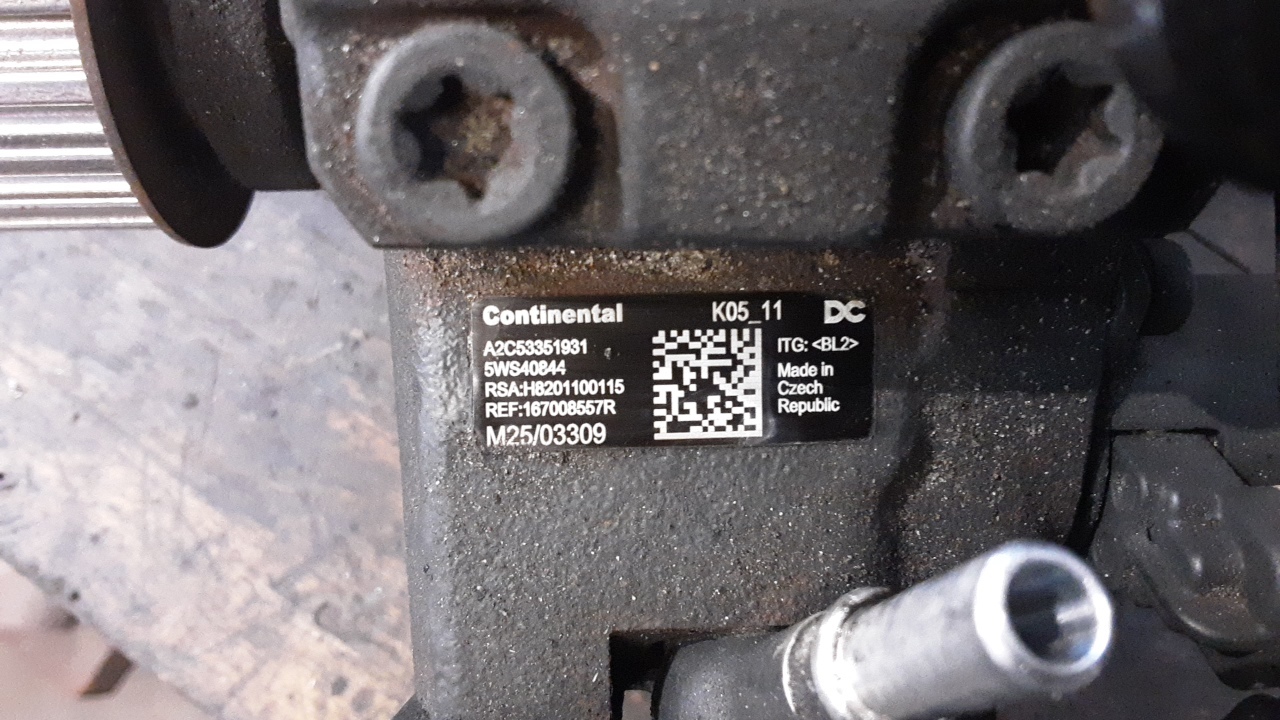 Continental K05_11 DC
A2C53351931
5WS40844
RSA:H8201100115
REF:167008557R
M25/03309
ITG: <BL2>
Made in
Czech
Republic